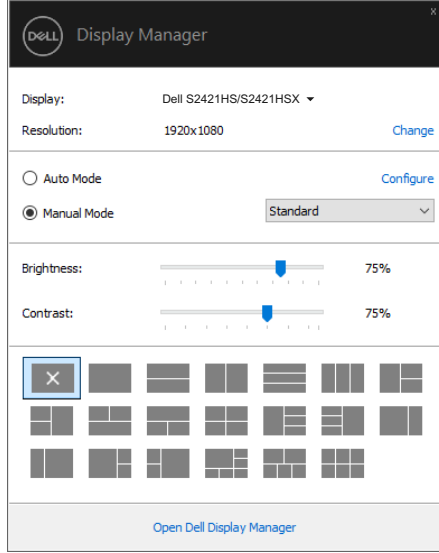 x
DELL Display Manager
Display: Dell S2421HS/S2421HSX
Resolution: 1920x1080 Change
Auto Mode Configure
Manual Mode Standard
Brightness: 75%
Contrast: 75%
Open Dell Display Manager